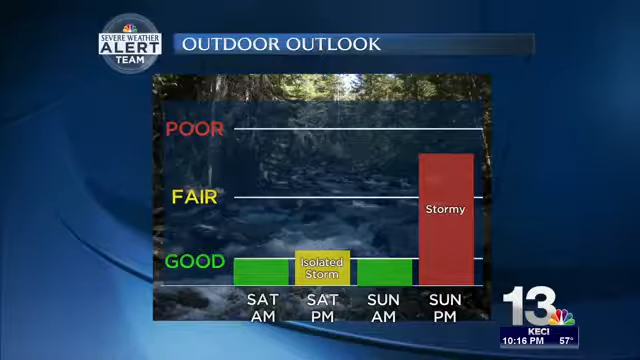 SEVERE WEATHER
ALERT
TEAM
OUTDOOR OUTLOOK
POOR
FAIR
GOOD
Stormy
Isolated
Storm
SAT
AM
SAT
PM
SUN
AM
SUN
PM
13
KECI
10:16 PM 57°